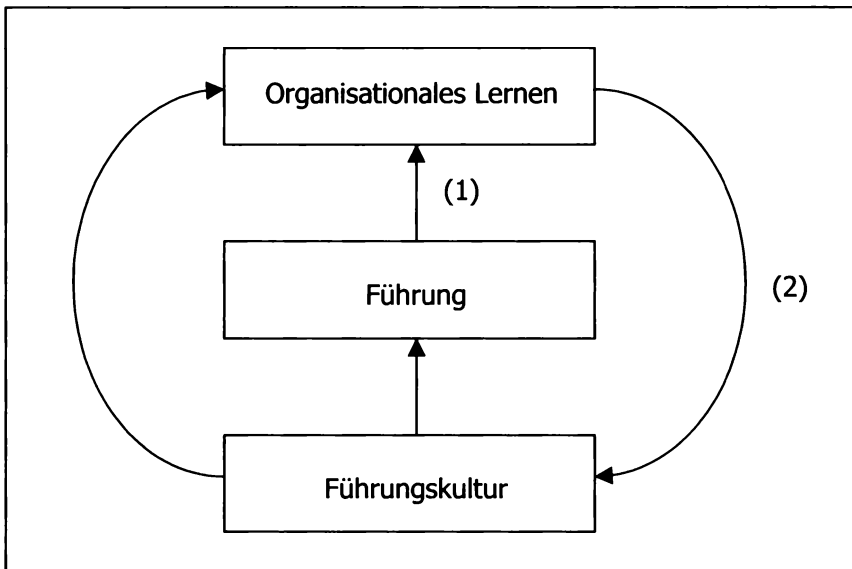 Organisationales Lernen
(1)
Führung
(2)
Führungskultur